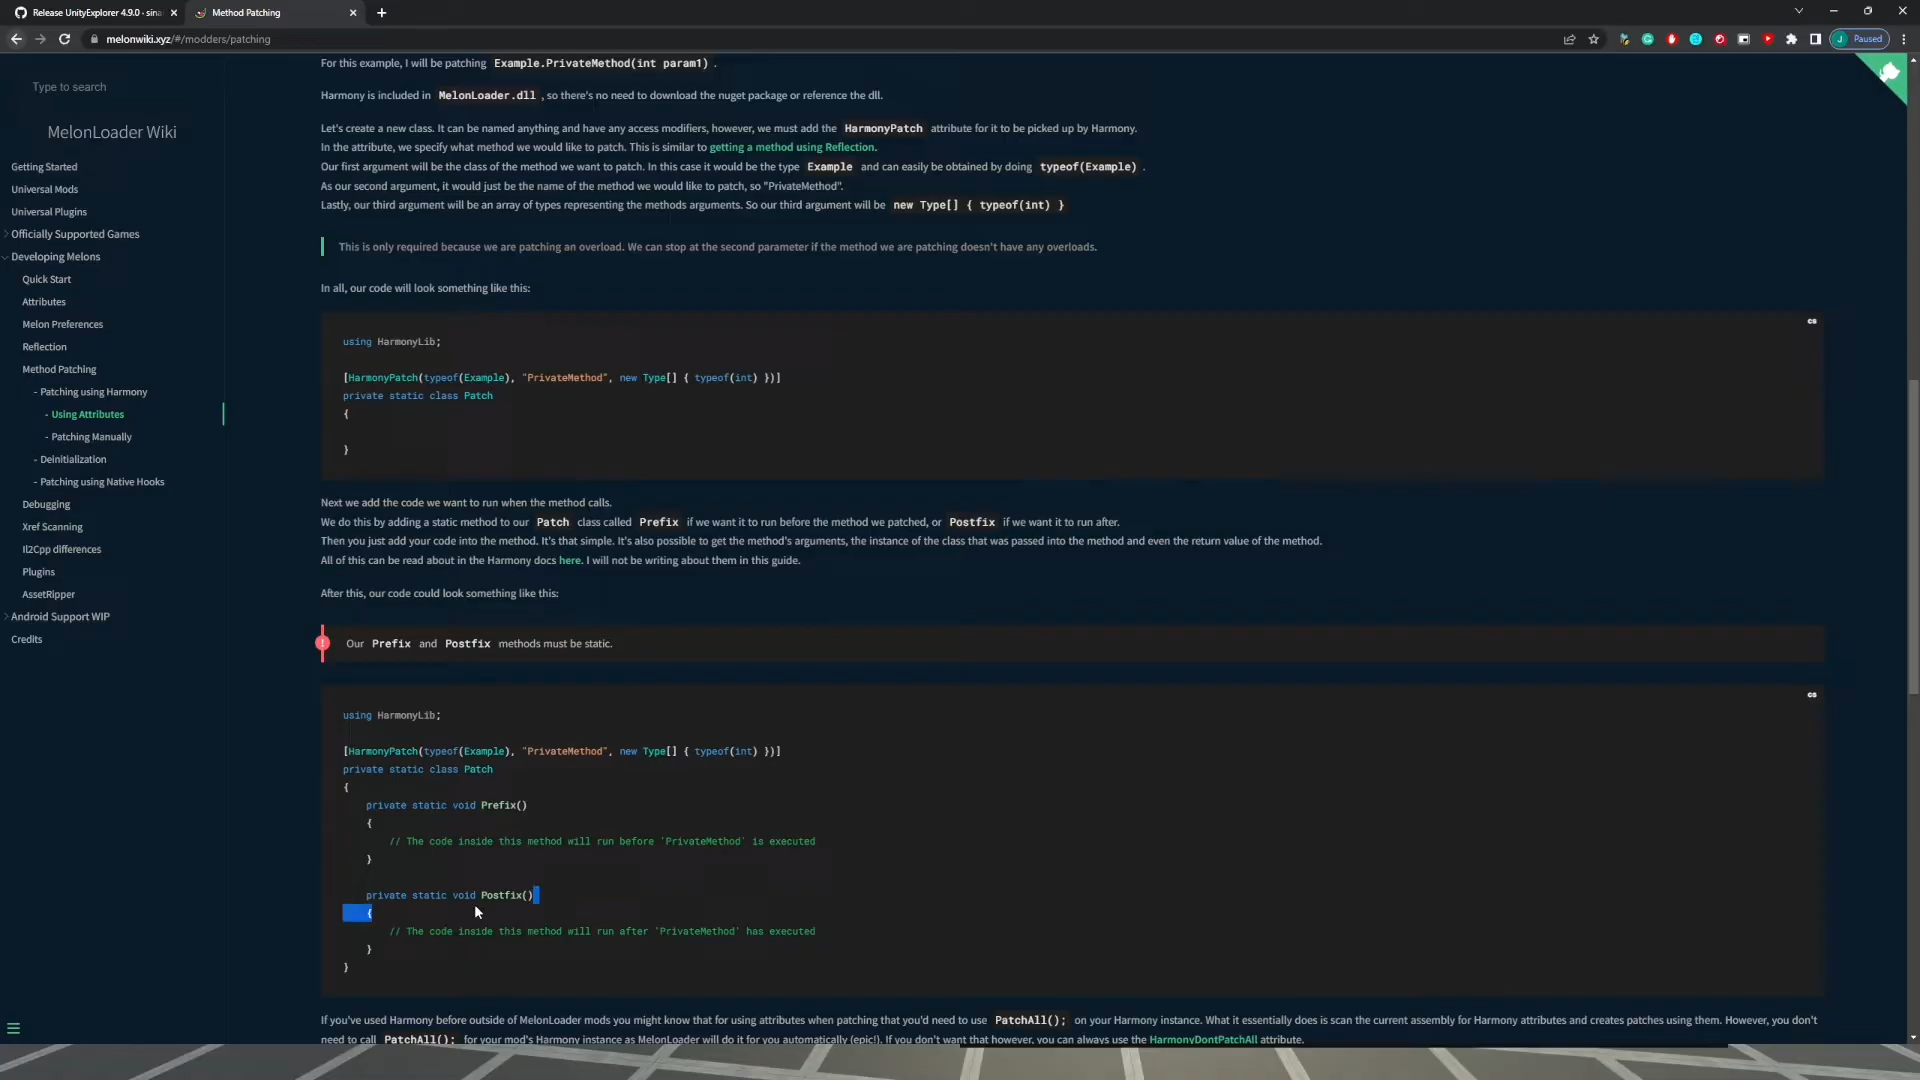 Release UnityExplorer 4.9.0 · sina
Method Patching
melonwiki.xyz/#/modders/patching
J Paused
Type to search
MelonLoader Wiki
Getting Started
Universal Mods
Universal Plugins
Officially Supported Games
Developing Melons
Quick Start
Attributes
Melon Preferences
Reflection
Method Patching
- Patching using Harmony
- Using Attributes
- Patching Manually
- Deinitialization
- Patching using Native Hooks
Debugging
Xref Scanning
Il2Cpp differences
Plugins
AssetRipper
Android Support WIP
Credits
For this example, I will be patching Example.PrivateMethod(int param1) .
Harmony is included in MelonLoader.dll , so there's no need to download the nuget package or reference the dll.
Let's create a new class. It can be named anything and have any access modifiers, however, we must add the HarmonyPatch attribute for it to be picked up by Harmony.
In the attribute, we specify what method we would like to patch. This is similar to getting a method using Reflection.
Our first argument will be the class of the method we want to patch. In this case it would be the type Example and can easily be obtained by doing typeof(Example) .
As our second argument, it would just be the name of the method we would like to patch, so "PrivateMethod".
Lastly, our third argument will be an array of types representing the methods arguments. So our third argument will be new Type[] { typeof(int) }
This is only required because we are patching an overload. We can stop at the second parameter if the method we are patching doesn't have any overloads.
In all, our code will look something like this:
cs
using HarmonyLib;
[HarmonyPatch(typeof(Example), "PrivateMethod", new Type[] { typeof(int) })]
private static class Patch
{
}
Next we add the code we want to run when the method calls.
We do this by adding a static method to our Patch class called Prefix if we want it to run before the method we patched, or Postfix if we want it to run after.
Then you just add your code into the method. It's that simple. It's also possible to get the method's arguments, the instance of the class that was passed into the method and even the return value of the method.
All of this can be read about in the Harmony docs here. I will not be writing about them in this guide.
After this, our code could look something like this:
Our Prefix and Postfix methods must be static.
cs
using HarmonyLib;
[HarmonyPatch(typeof(Example), "PrivateMethod", new Type[] { typeof(int) })]
private static class Patch
{
private static void Prefix()
{
// The code inside this method will run before 'PrivateMethod' is executed
}
private static void Postfix()
{
// The code inside this method will run after 'PrivateMethod' has executed
}
}
If you've used Harmony before outside of MelonLoader mods you might know that for using attributes when patching that you'd need to use PatchAll(); on your Harmony instance. What it essentially does is scan the current assembly for Harmony attributes and creates patches using them. However, you don't
need to call PatchAll(); for your mod's Harmony instance as MelonLoader will do it for you automatically (epic!). If you don't want that however, you can always use the HarmonyDontPatchAll attribute.